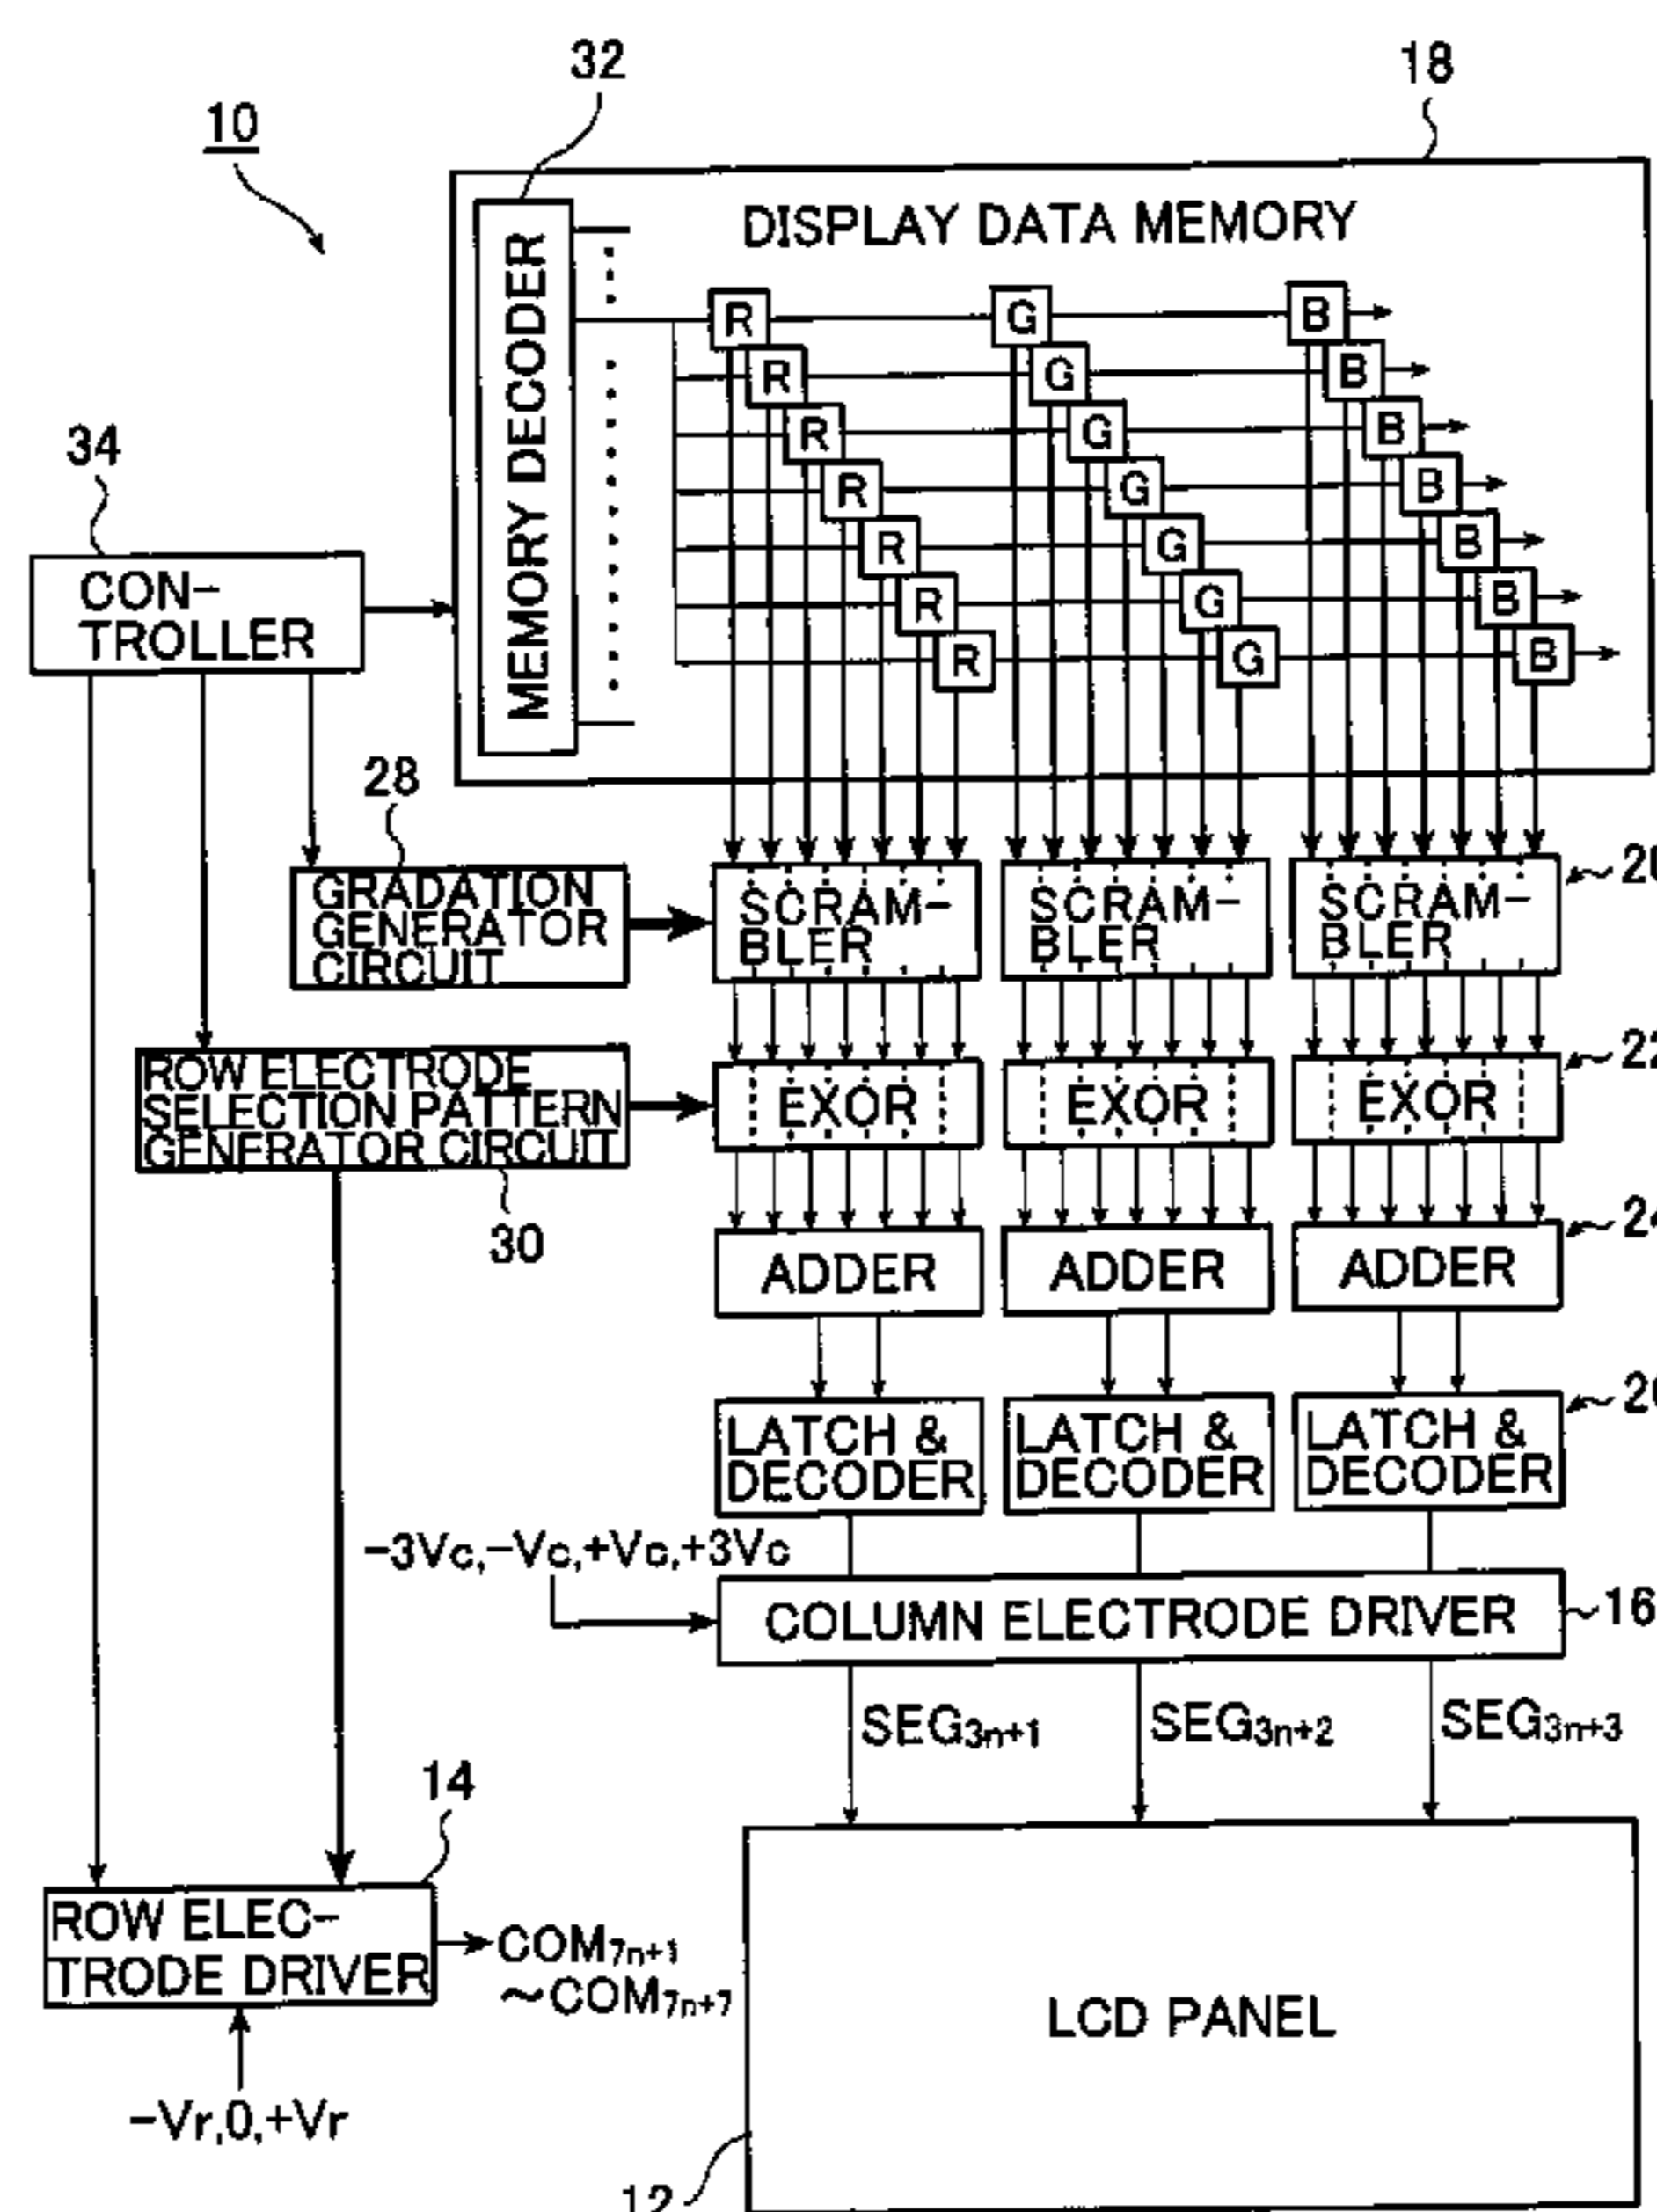 32
18
10
DISPLAY DATA MEMORY
MEMORY DECODER
R G B
R G B
R G B
R G B
R G B
R G B
R G B
34
CON-
TROLLER
28
GRADATION
GENERATOR
CIRCUIT
SCRAM-
BLER
SCRAM-
BLER
SCRAM-
BLER
ROW ELECTRODE
SELECTION PATTERN
GENERATOR CIRCUIT
30
EXOR
EXOR
EXOR
22
ADDER
ADDER
ADDER
24
LATCH &
DECODER
LATCH &
DECODER
LATCH &
DECODER
-3Vc,-Vc,+Vc,+3Vc
COLUMN ELECTRODE DRIVER
16
SEG3n+1
SEG3n+2
SEG3n+3
14
ROW ELEC-
TRODE DRIVER
COM7n+1
~COM7n+7
-Vr,0,+Vr
LCD PANEL
12